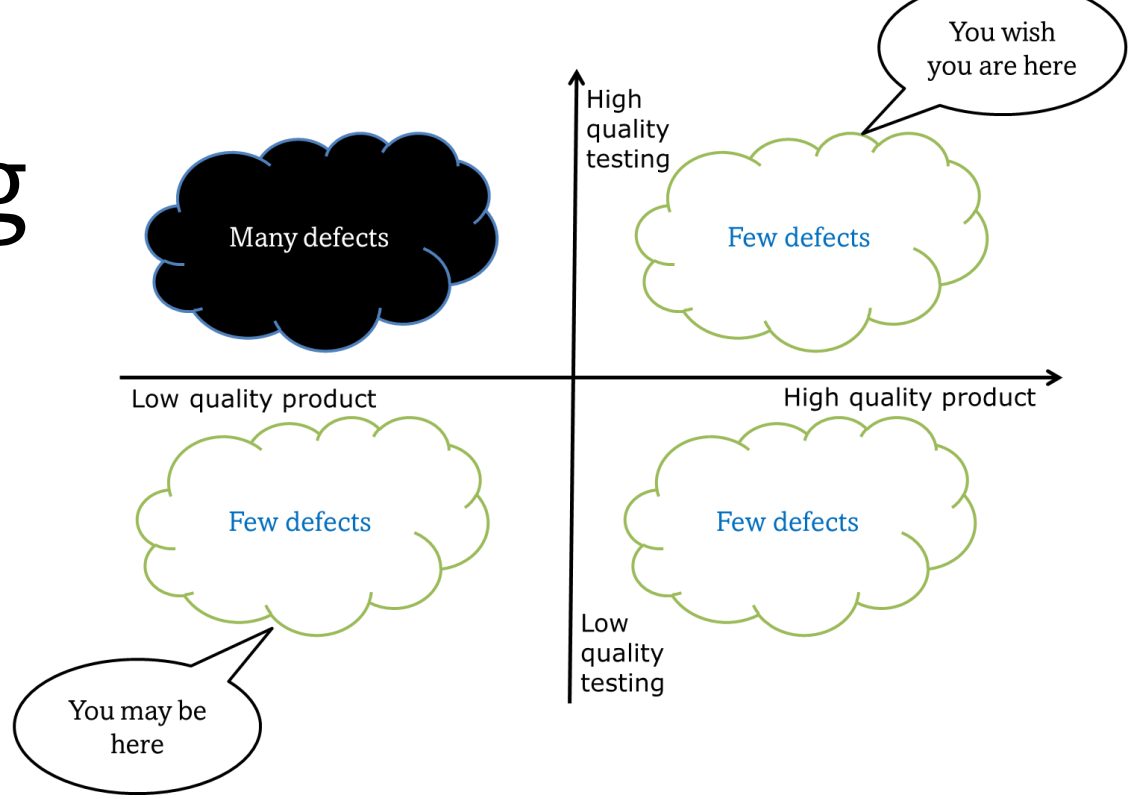 You wish
you are here
High
quality
testing
g
Many defects
Few defects
Low quality product
High quality product
Few defects
Few defects
Low
quality
testing
You may be
here